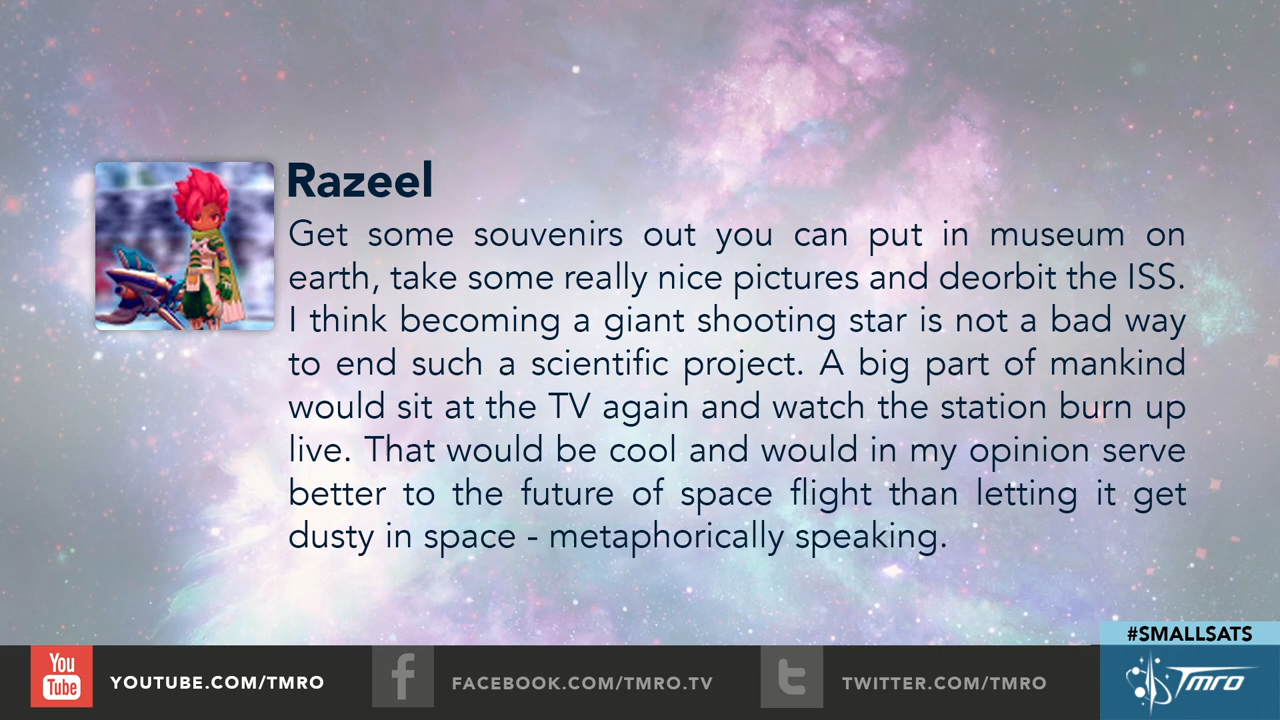 Razeel
Get some souvenirs out you can put in museum on
earth, take some really nice pictures and deorbit the ISS.
I think becoming a giant shooting star is not a bad way
to end such a scientific project. A big part of mankind
would sit at the TV again and watch the station burn up
live. That would be cool and would in my opinion serve
better to the future of space flight than letting it get
dusty in space - metaphorically speaking.
#SMALLSATS
You
Tube
YOUTUBE.COM/TMRO
f
FACEBOOK.COM/TMRO.TV
t
TWITTER.COM/TMRO
Tmro